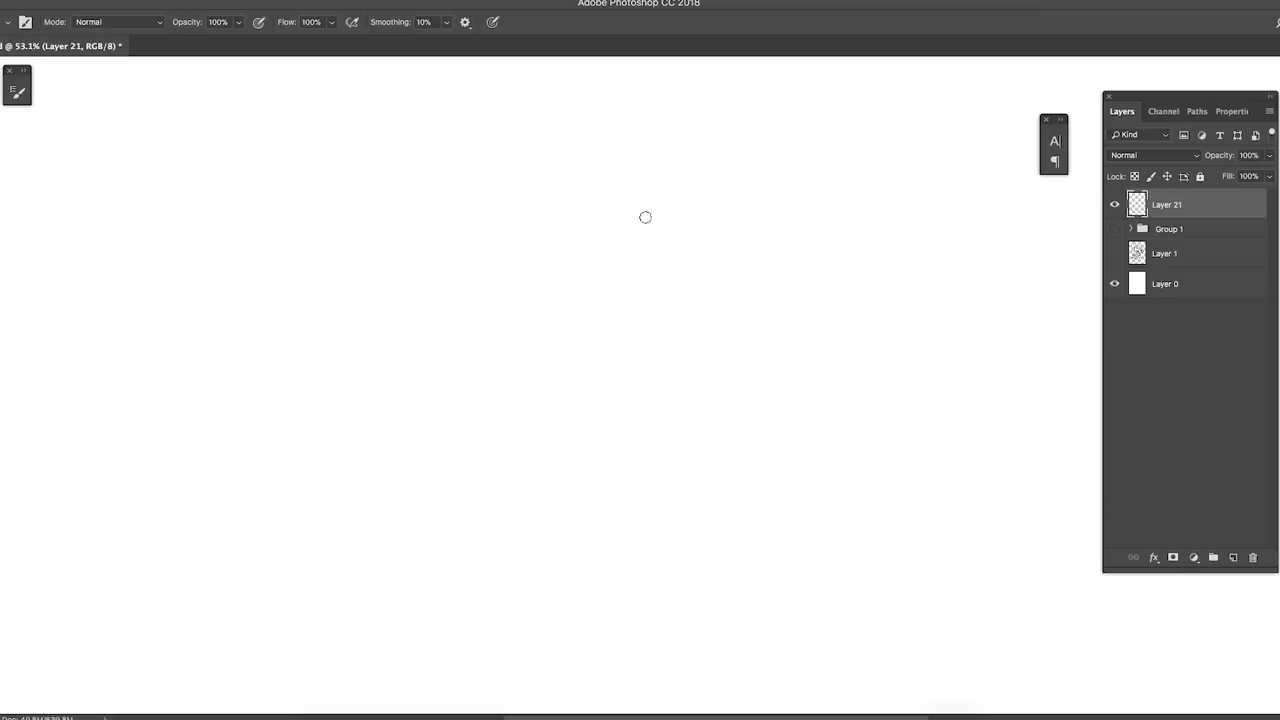 Adobe Photoshop CC 2018
Mode: Normal Opacity: 100% Flow: 100% Smoothing: 10%
d @ 53.1% (Layer 21, RGB/8) *
Layers Channel Paths Properti
Kind
Normal Opacity: 100%
Lock: Fill: 100%
Layer 21
Group 1
Layer 1
Layer 0